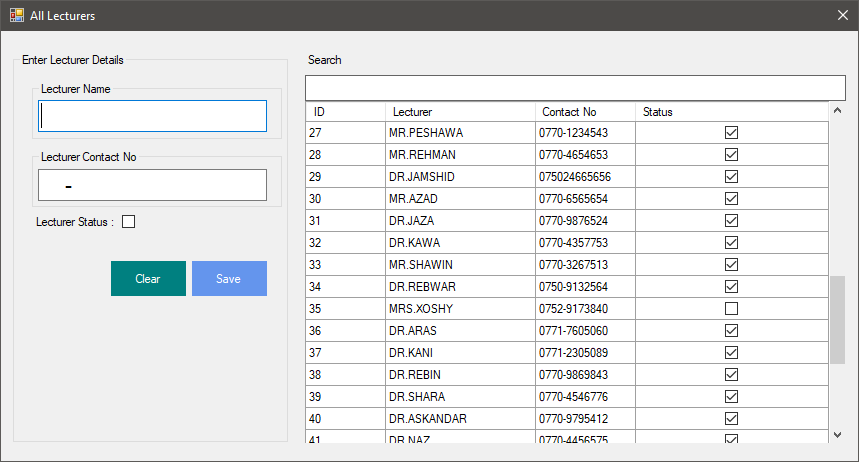 All Lecturers
Enter Lecturer Details
Lecturer Name
Lecturer Contact No
-
Lecturer Status :
Clear Save
Search
ID Lecturer Contact No Status
27 MR.PESHAWA 0770-1234543
28 MR.REHMAN 0770-4654653
29 DR.JAMSHID 075024665656
30 MR.AZAD 0770-6565654
31 DR.JAZA 0770-9876524
32 DR.KAWA 0770-4357753
33 MR.SHAWIN 0770-3267513
34 DR.REBWAR 0750-9132564
35 MRS.XOSHY 0752-9173840
36 DR.ARAS 0771-7605060
37 DR.KANI 0771-2305089
38 DR.REBIN 0770-9869843
39 DR.SHARA 0770-4546776
40 DR.ASKANDAR 0770-9795412
41 DR.NAZ 0770-4456575